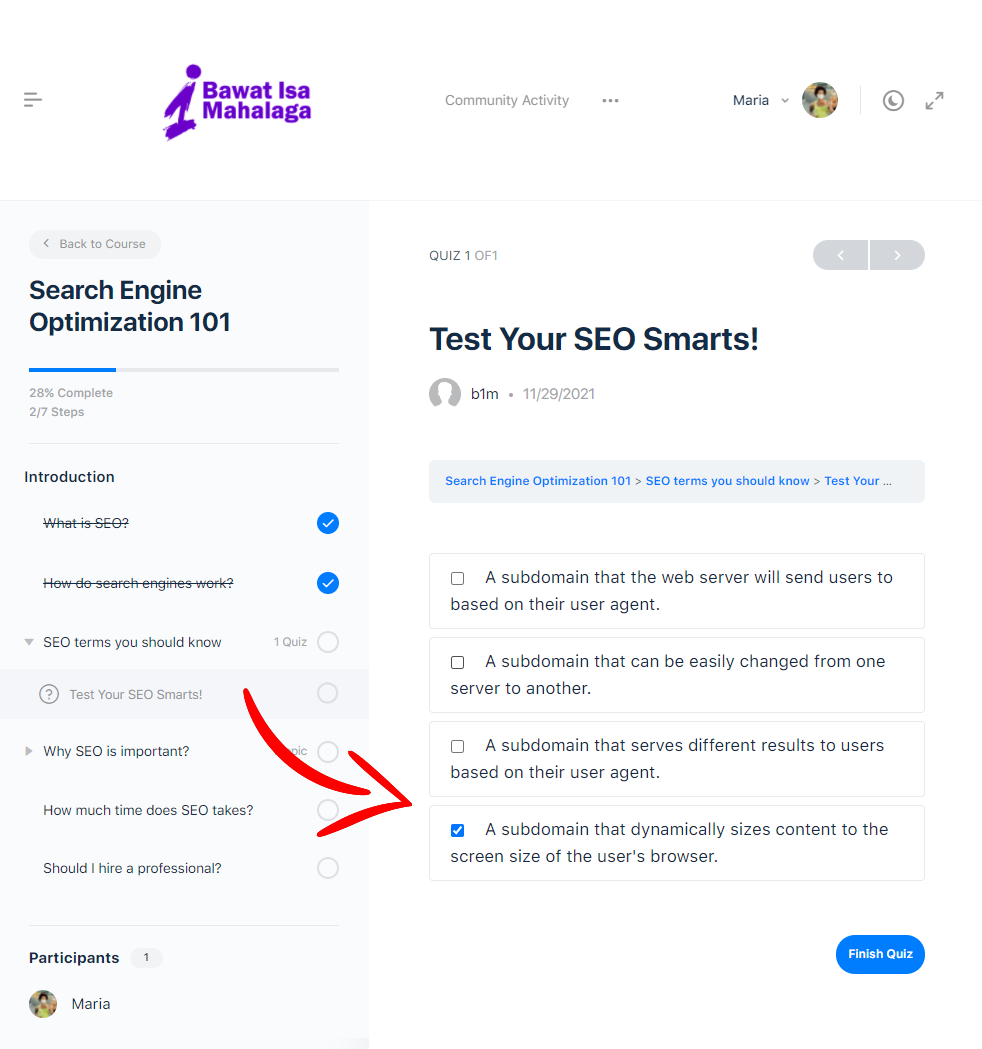 Bawat Isa
Mahalaga
Community Activity
Maria
Back to Course
Search Engine
Optimization 101
28% Complete
2/7 Steps
Introduction
What is SEO?
How do search engines work?
SEO terms you should know 1 Quiz
? Test Your SEO Smarts!
Why SEO is important?
How much time does SEO takes?
Should I hire a professional?
Participants 1
Maria
QUIZ 1 OF1
Test Your SEO Smarts!
b1m • 11/29/2021
Search Engine Optimization 101 > SEO terms you should know > Test Your ...
A subdomain that the web server will send users to
based on their user agent.
A subdomain that can be easily changed from one
server to another.
A subdomain that serves different results to users
based on their user agent.
A subdomain that dynamically sizes content to the
screen size of the user's browser.
Finish Quiz